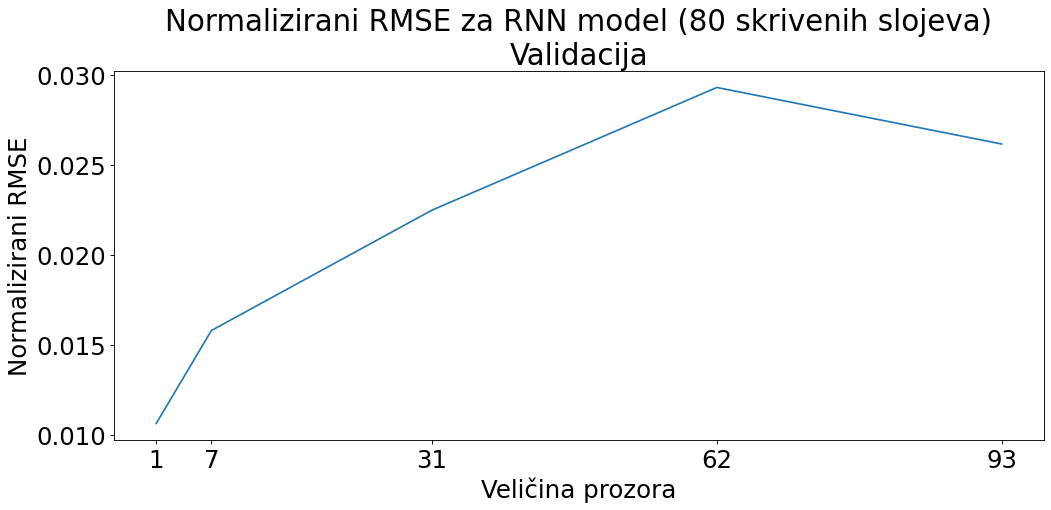 Normalizirani RMSE za RNN model (80 skrivenih slojeva)
Validacija
Normalizirani RMSE
0.030
0.025
0.020
0.015
0.010
1 7 31 62 93
Veličina prozora